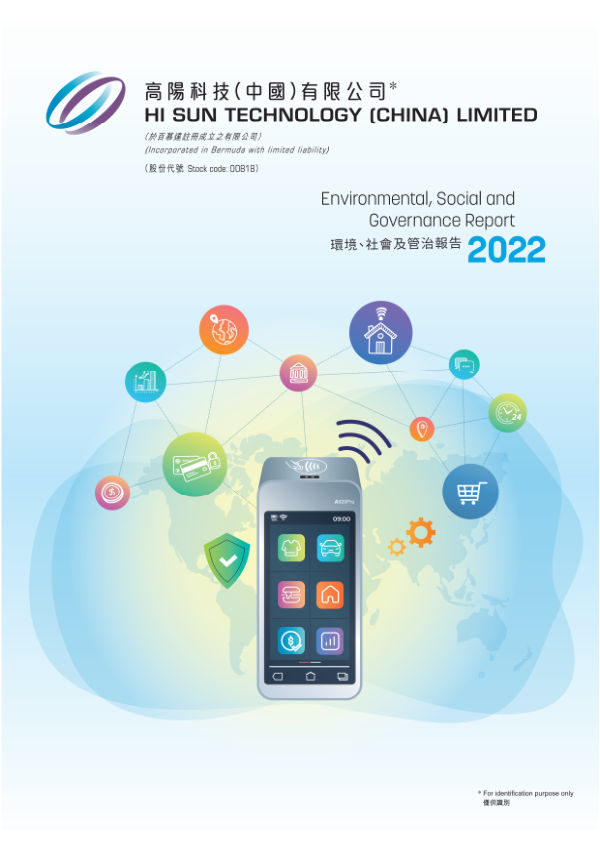 高陽科技(中國)有限公司*
HI SUN TECHNOLOGY (CHINA) LIMITED
(於百慕達註冊成立之有限公司)
(Incorporated in Bermuda with limited liability)
(股份代號 Stock code: 00818)
Environmental, Social and
Governance Report
環境、社會及管治報告 2022
24
A922Pro
09:00
* For identification purpose only
僅供識別